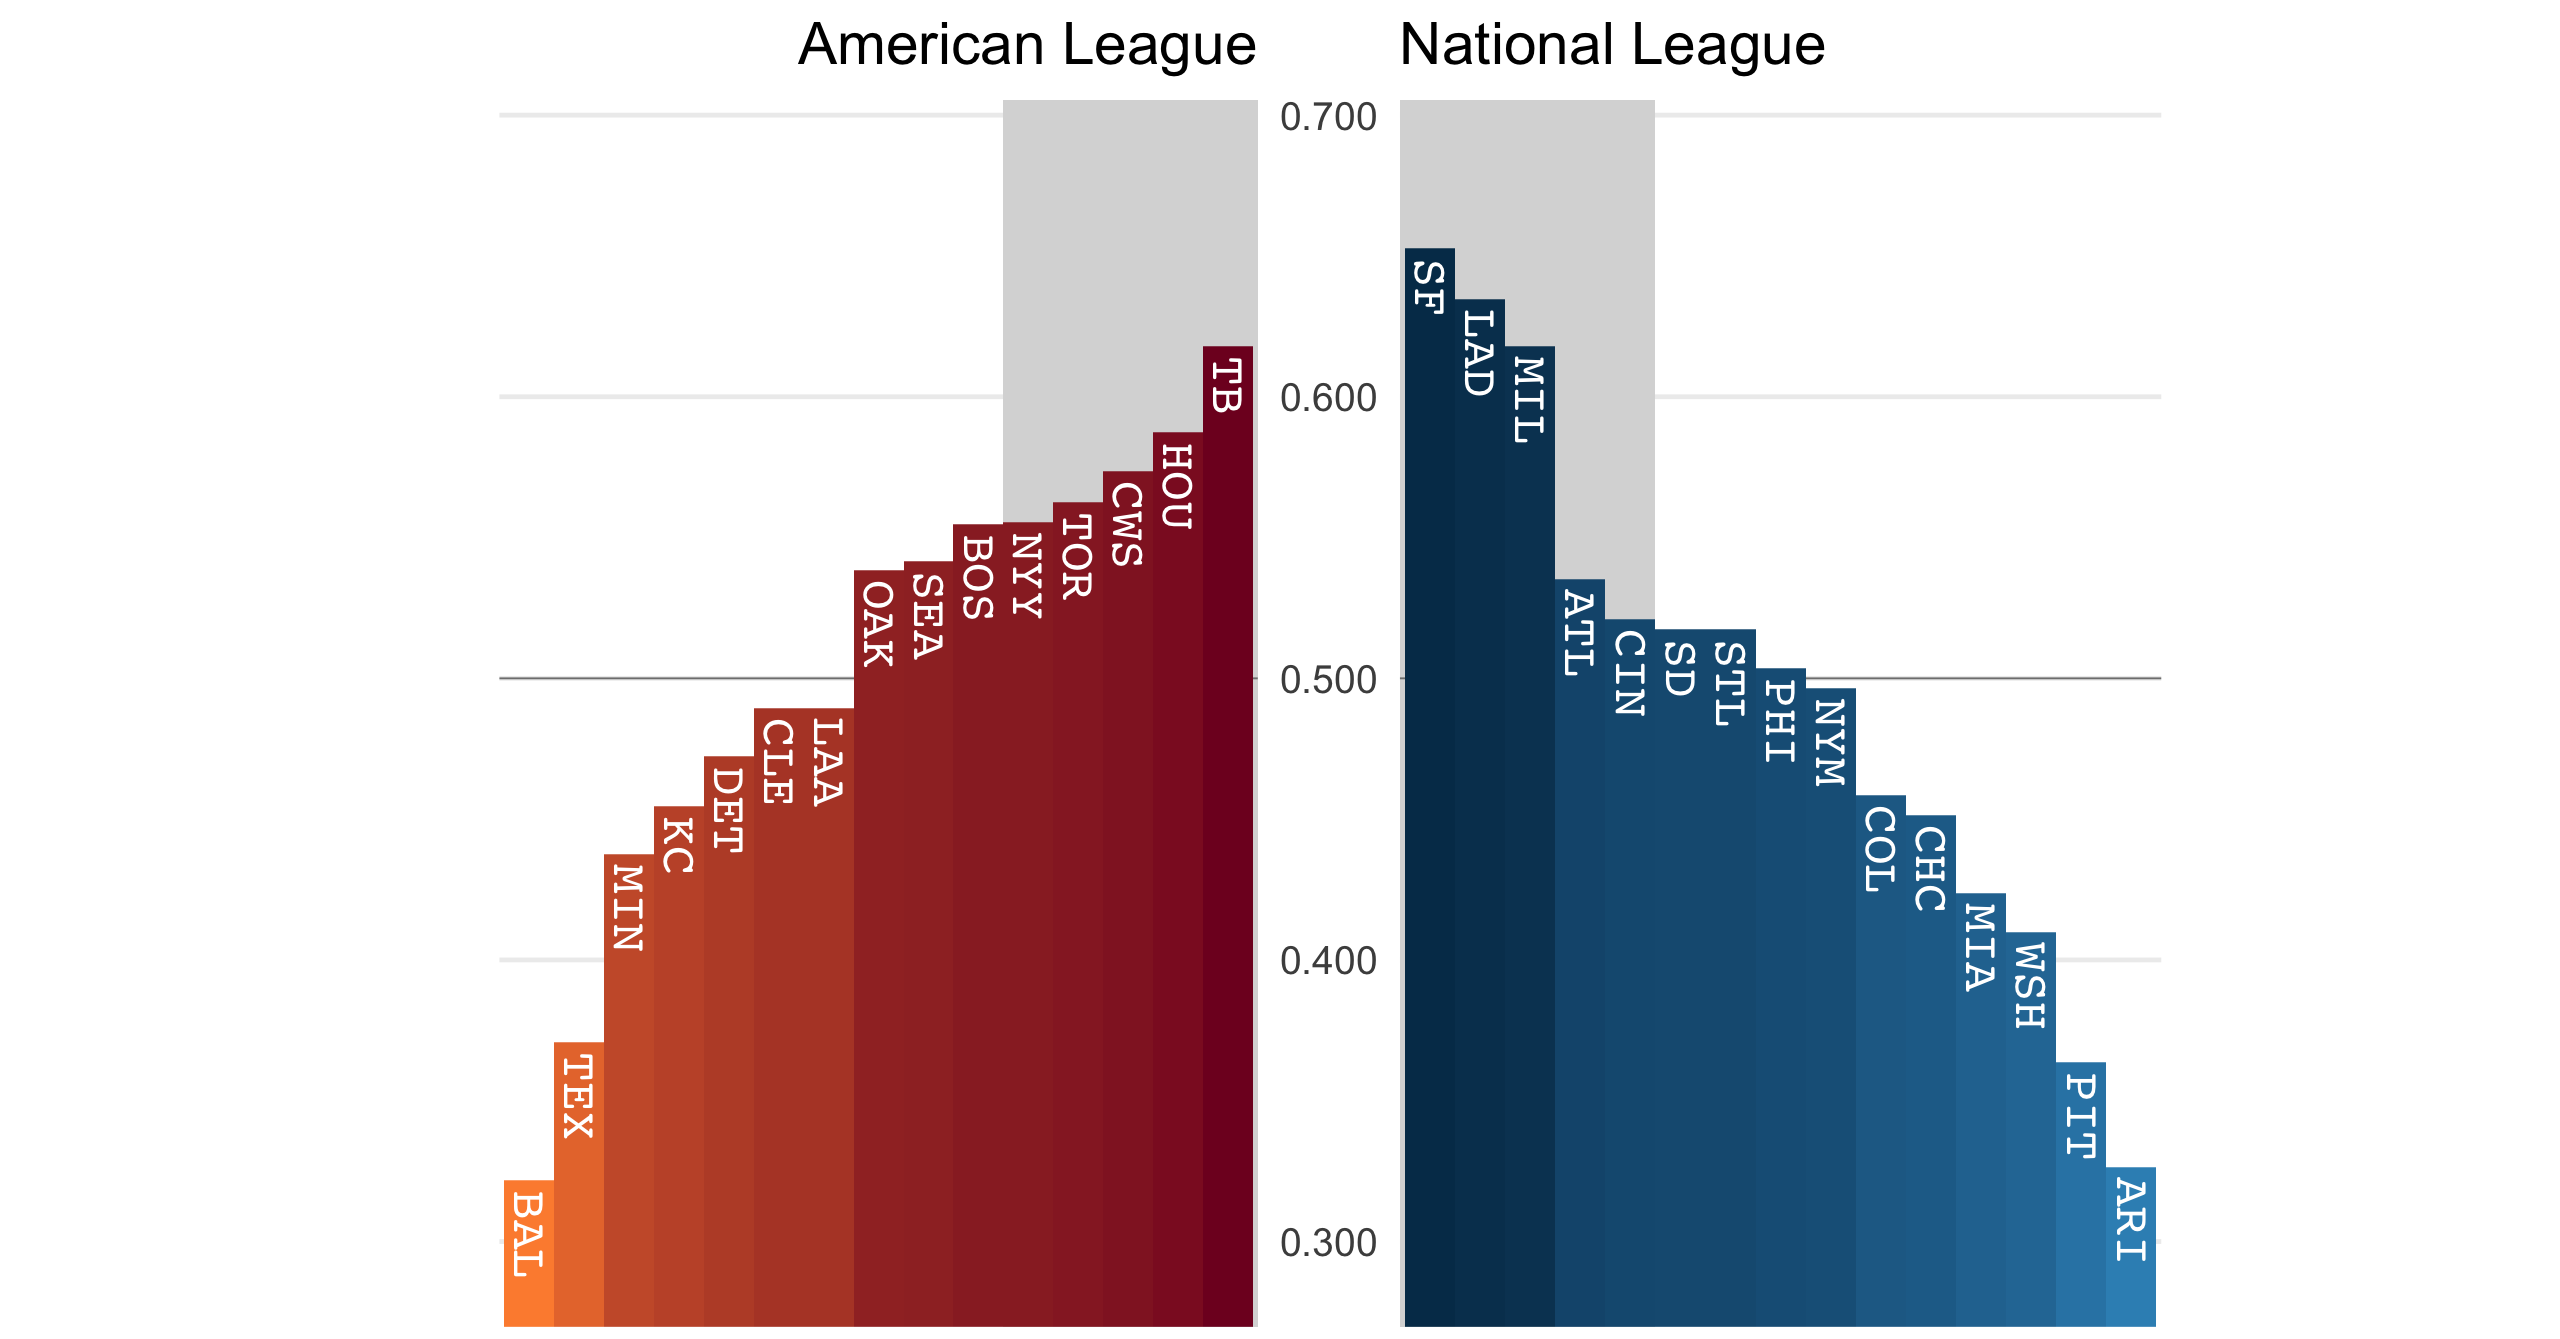 American League
National League
0.700
0.600
0.500
0.400
0.300
BAL
TEX
MIN
KC
DET
CLE
LAA
OAK
SEA
BOS
NYY
TOR
CWS
HOU
TB
SF
LAD
MIL
ATL
CIN
SD
STL
PHI
NYM
COL
CHC
MIA
WSH
PIT
ARI